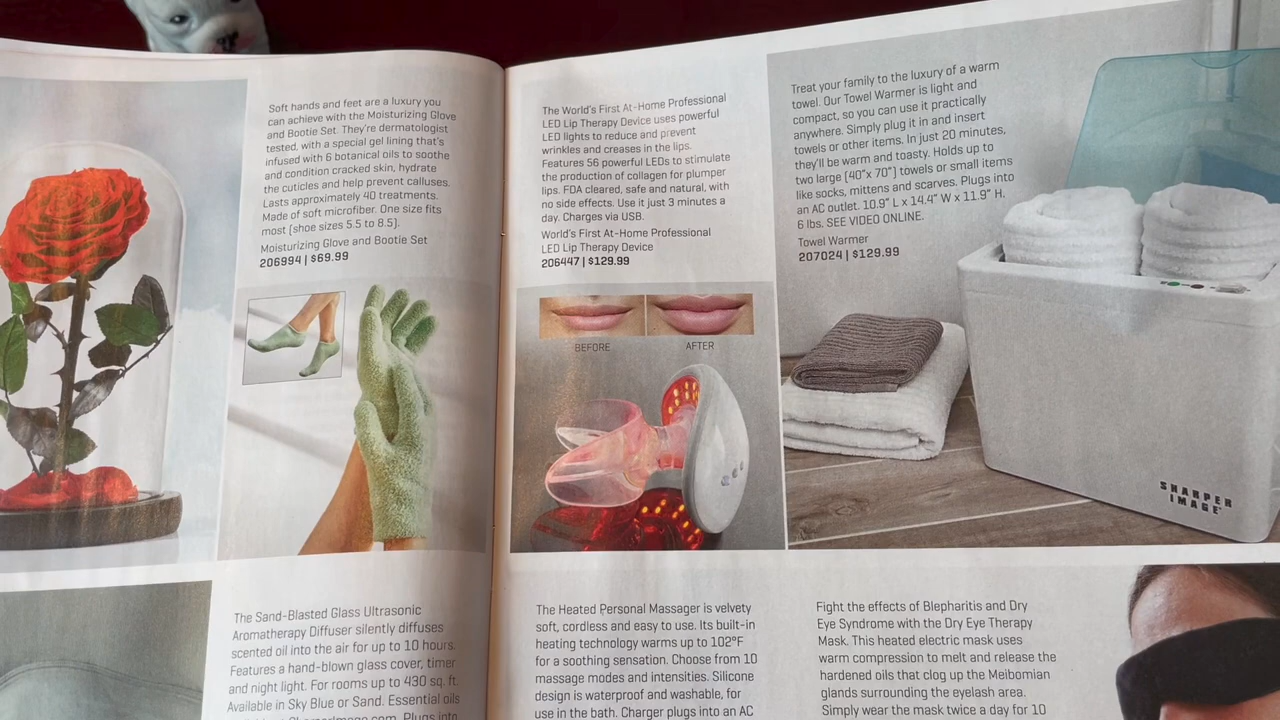 Soft hands and feet are a luxury you
can achieve with the Moisturizing Glove
and Bootie Set. They're dermatologist
tested, with a special gel lining that's
infused with 6 botanical oils to soothe
and condition cracked skin, hydrate
the cuticles and help prevent calluses.
Lasts approximately 40 treatments.
Made of soft microfiber. One size fits
most (shoe sizes 5.5 to 8.5).
Moisturizing Glove and Bootie Set
206994 | $69.99
The World's First At-Home Professional
LED Lip Therapy Device uses powerful
LED lights to reduce and prevent
wrinkles and creases in the lips.
Features 56 powerful LEDs to stimulate
the production of collagen for plumper
lips. FDA cleared, safe and natural, with
no side effects. Use it just 3 minutes a
day. Charges via USB.
World's First At-Home Professional
LED Lip Therapy Device
206447 | $129.99
BEFORE
AFTER
Treat your family to the luxury of a warm
towel. Our Towel Warmer is light and
compact, so you can use it practically
anywhere. Simply plug it in and insert
towels or other items. In just 20 minutes,
they'll be warm and toasty. Holds up to
two large (40"x 70") towels or small items
like socks, mittens and scarves. Plugs into
an AC outlet. 10.9" L x 14.4" W x 11.9" H.
6 lbs. SEE VIDEO ONLINE.
Towel Warmer
207024 | $129.99
SHARPER
IMAGE
The Sand-Blasted Glass Ultrasonic
Aromatherapy Diffuser silently diffuses
scented oil into the air for up to 10 hours.
Features a hand-blown glass cover, timer
and night light. For rooms up to 430 sq. ft.
Available in Sky Blue or Sand. Essential oils
SharperImage.com. Plugs into
The Heated Personal Massager is velvety
soft, cordless and easy to use. Its built-in
heating technology warms up to 102°F
for a soothing sensation. Choose from 10
massage modes and intensities. Silicone
design is waterproof and washable, for
use in the bath. Charger plugs into an AC
Fight the effects of Blepharitis and Dry
Eye Syndrome with the Dry Eye Therapy
Mask. This heated electric mask uses
warm compression to melt and release the
hardened oils that clog up the Meibomian
glands surrounding the eyelash area.
Simply wear the mask twice a day for 10